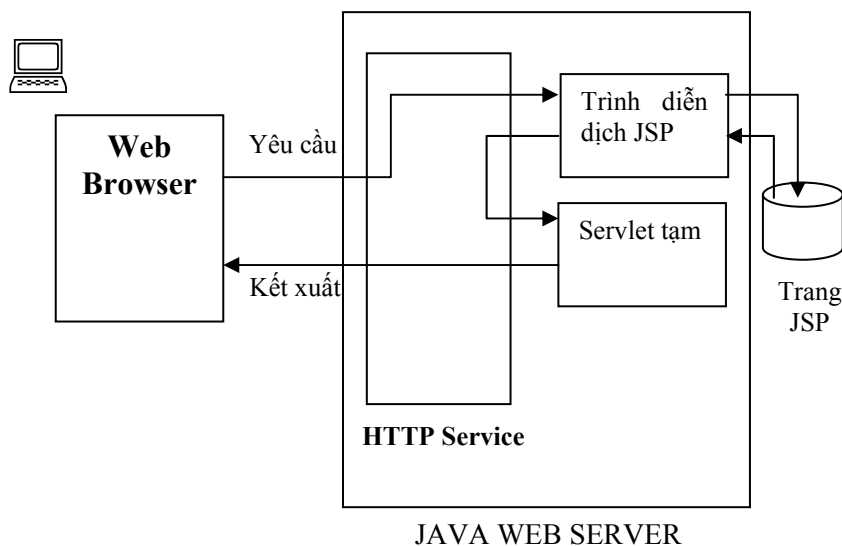 Web
Browser
Yêu cầu
Kết xuất
Trình diễn
dịch JSP
Servlet tạm
Trang
JSP
HTTP Service
JAVA WEB SERVER